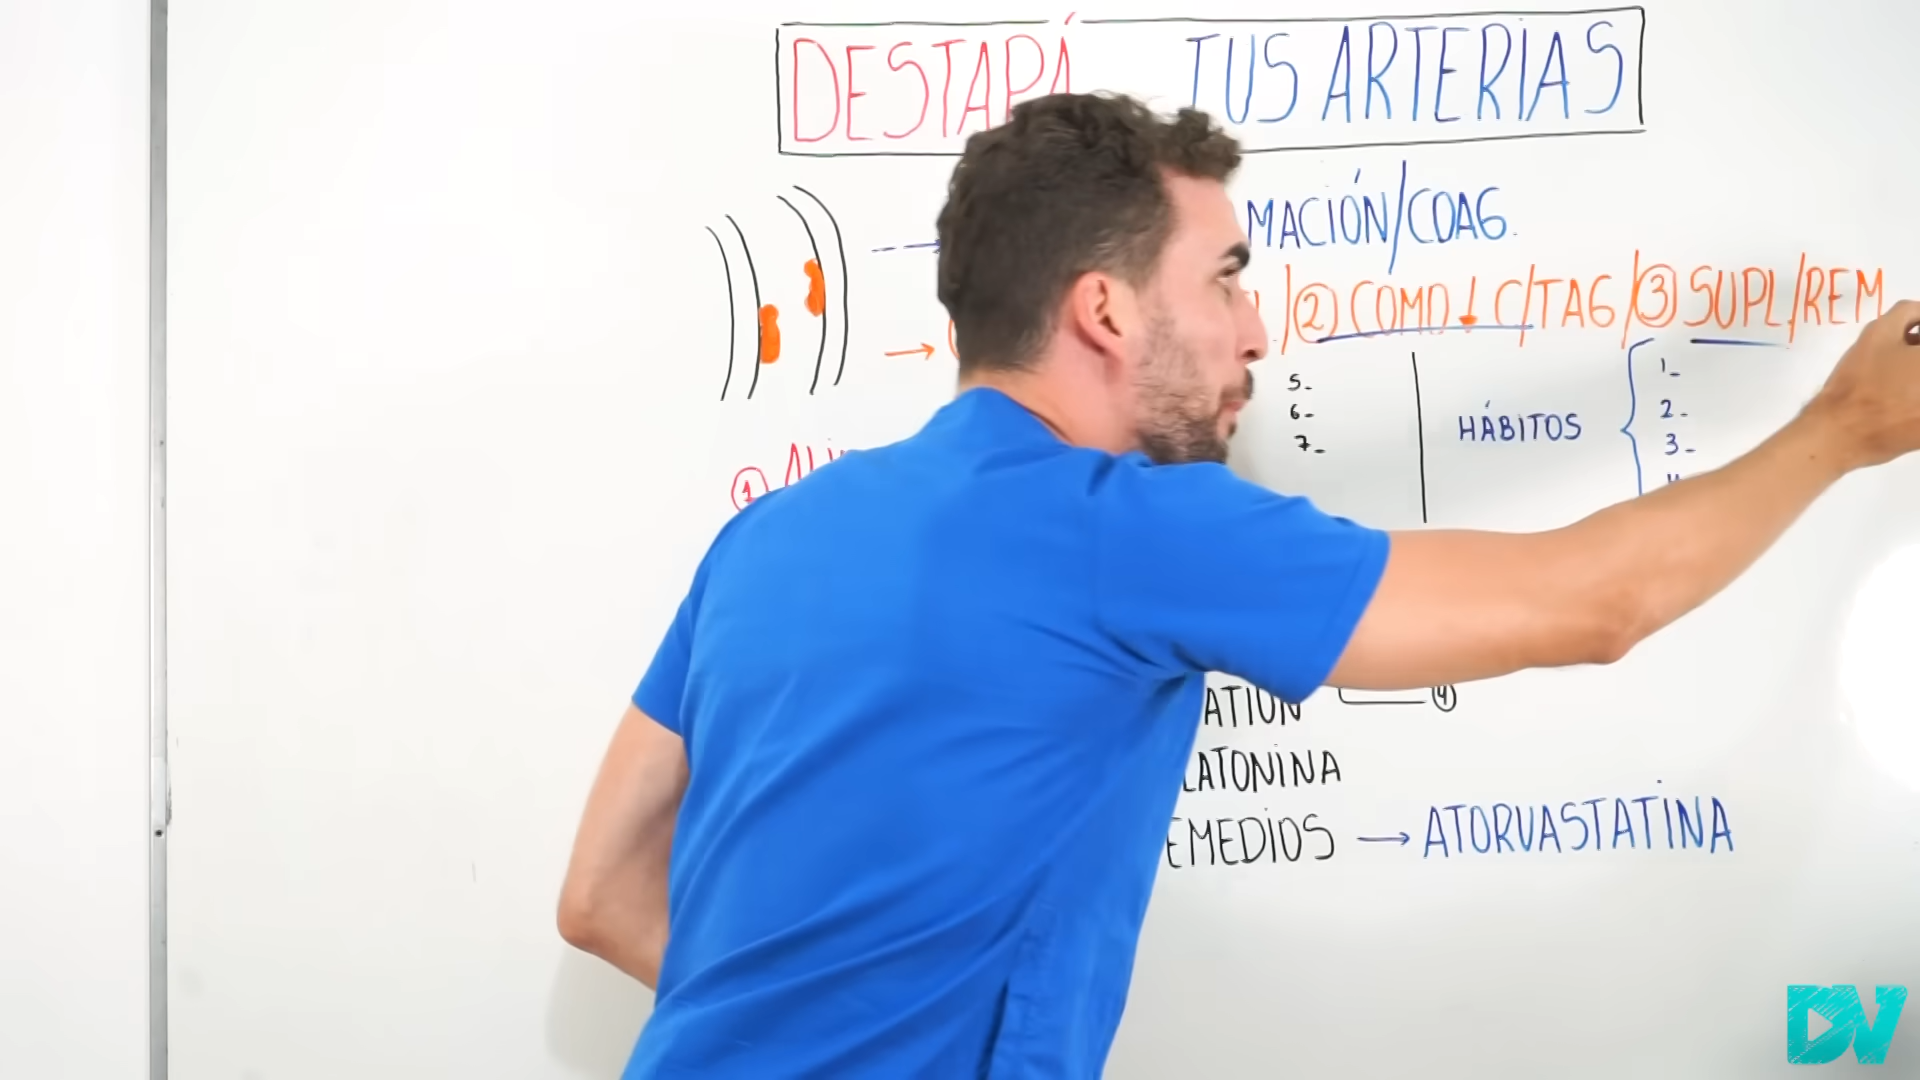 DESTAPÁ TUS ARTERIAS
MACIÓN/COAG.
/② COMO ↓ C/TAG/③ SUPL/REM
5-
6-
7-
HÁBITOS
1-
2-
3-
①
ATION ④
LATONINA
EMEDIOS → ATORVASTATINA
DV